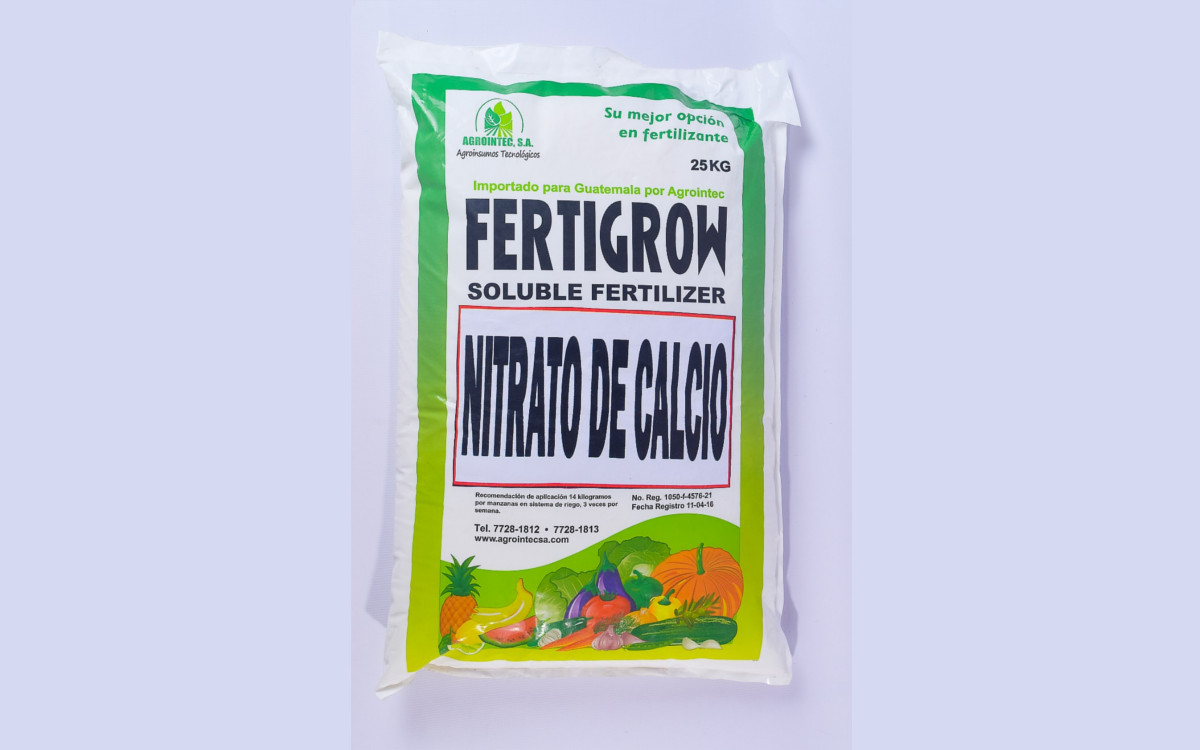 AGROINTEC, S.A.
Agroinsumos Tecnológicos
Su mejor opción
en fertilizante
25KG
Importado para Guatemala por Agrointec
FERTIGROW
SOLUBLE FERTILIZER
NITRATO DE CALCIO
Recomendación de aplicación 14 kilogramos
por manzanas en sistema de riego, 3 veces por
semana.
No. Reg. 1050-f-4576-21
Fecha Registro 11-04-16
Tel. 7728-1812 • 7728-1813
www.agrointecsa.com